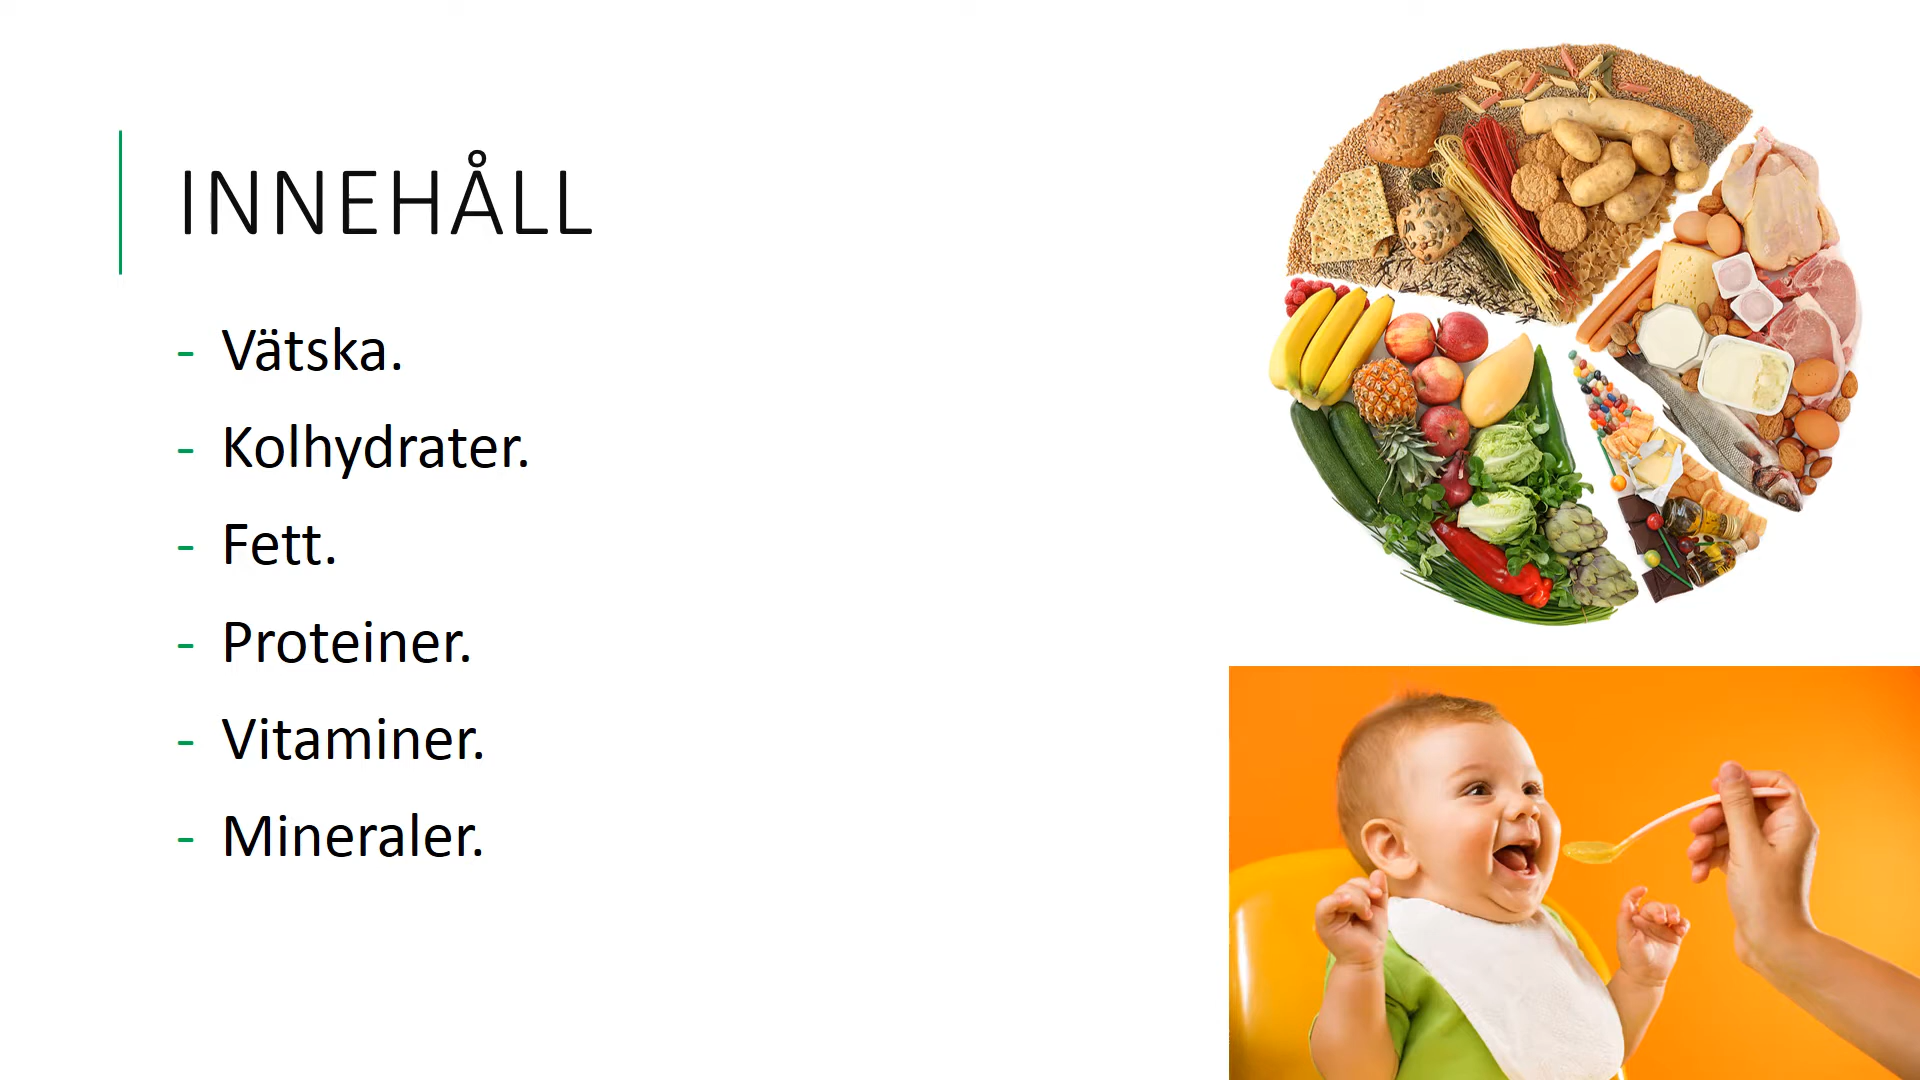 INNEHÅLL
- Vätska.
- Kolhydrater.
- Fett.
- Proteiner.
- Vitaminer.
- Mineraler.